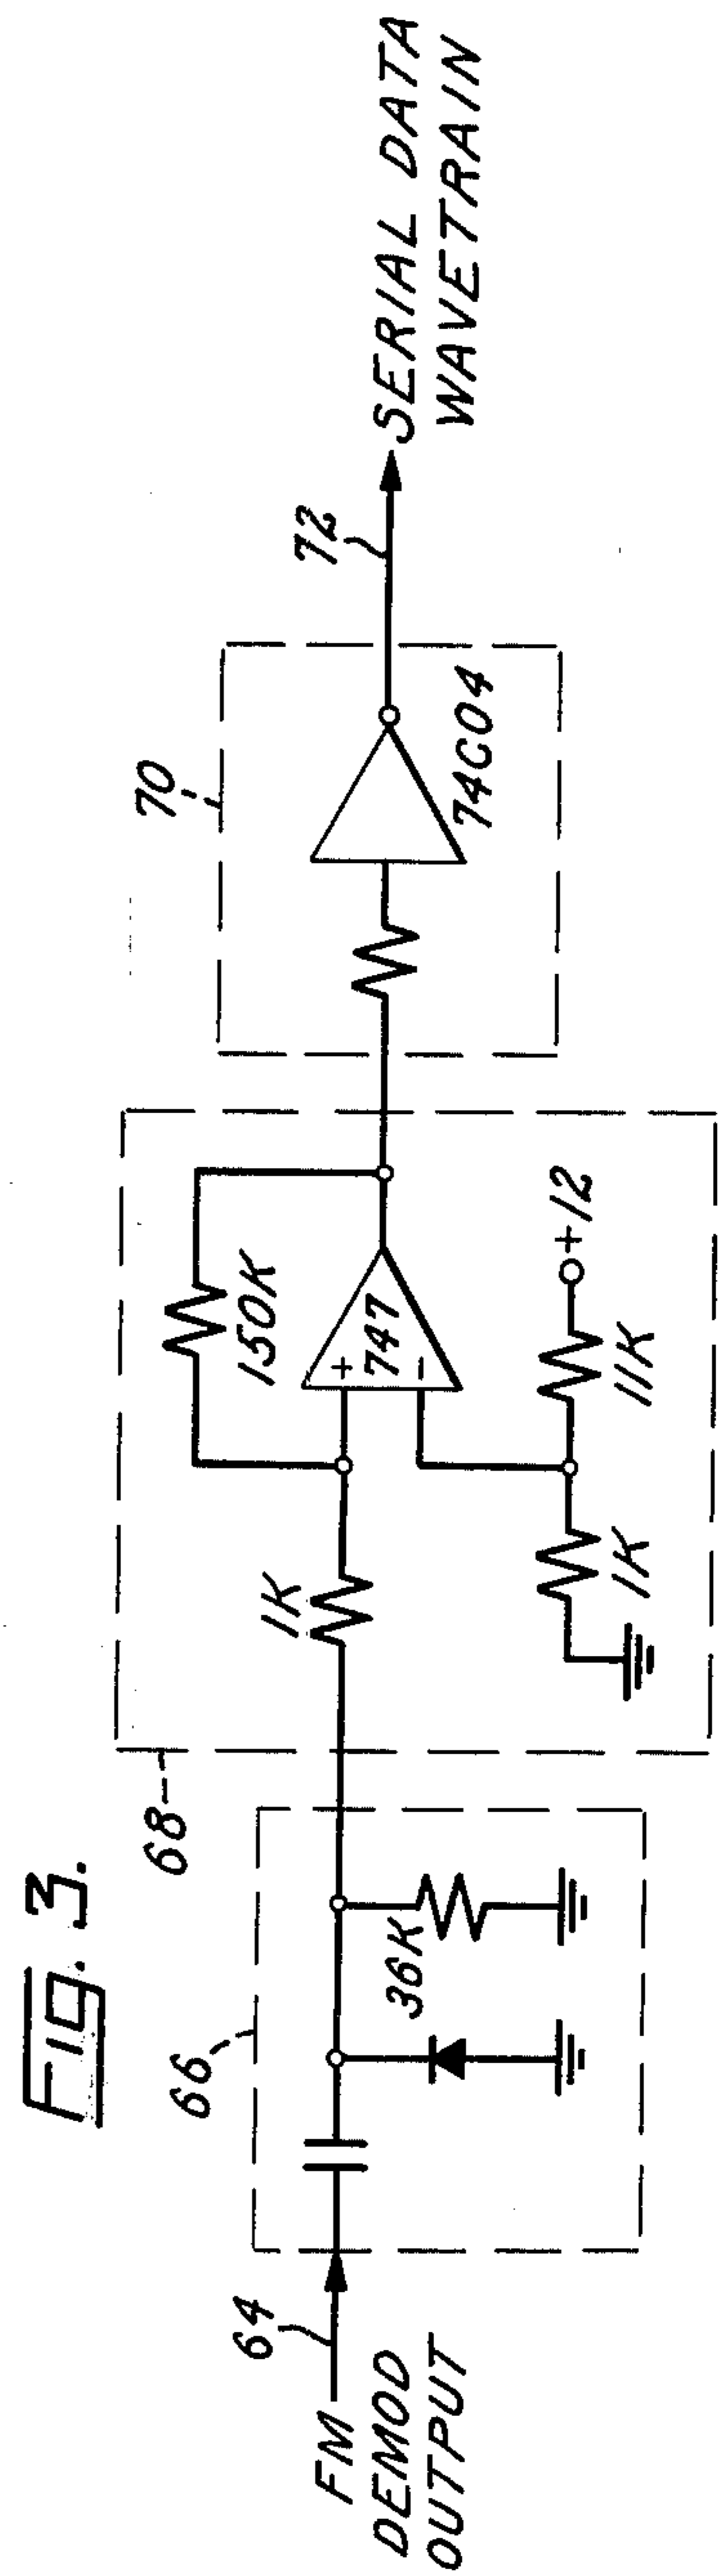 Fig. 3.
FM
DEMOD
OUTPUT
64
66
36K
68
1K
150K
+
747
-
1K
11K
+12
70
74C04
72
SERIAL DATA
WAVETRAIN